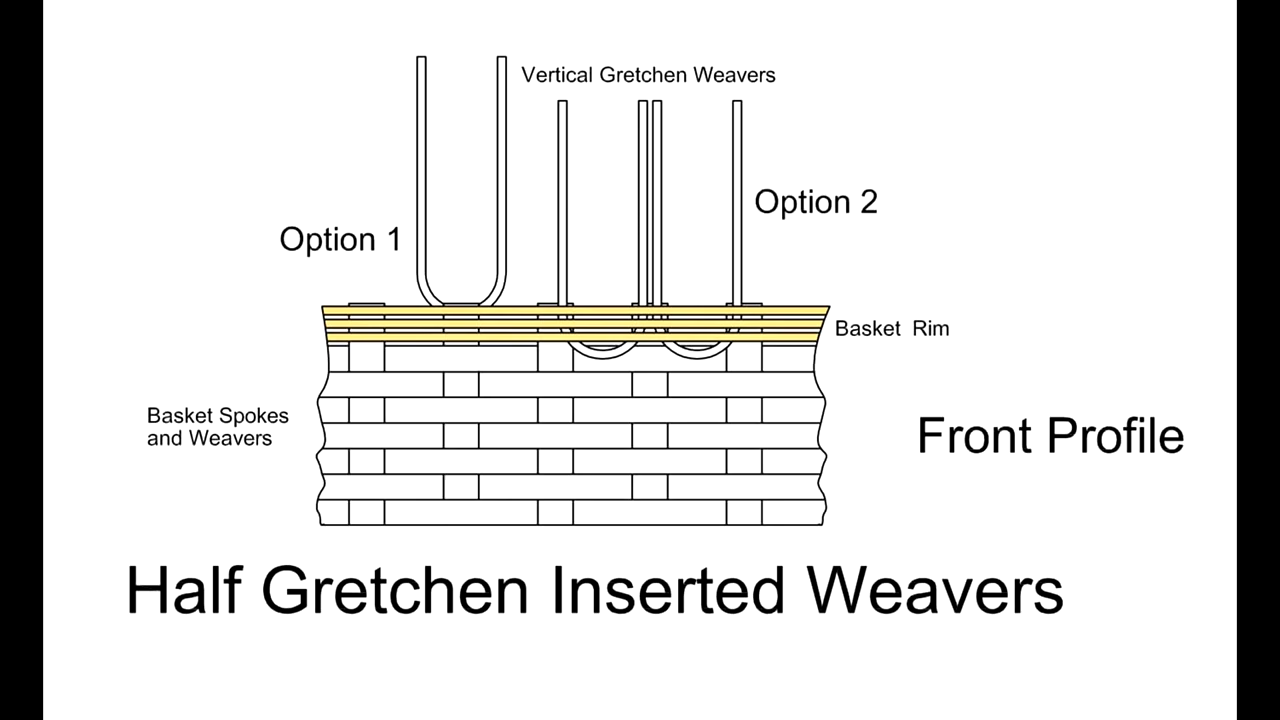 Vertical Gretchen Weavers
Option 2
Option 1
Basket Rim
Basket Spokes
and Weavers
Front Profile
Half Gretchen Inserted Weavers